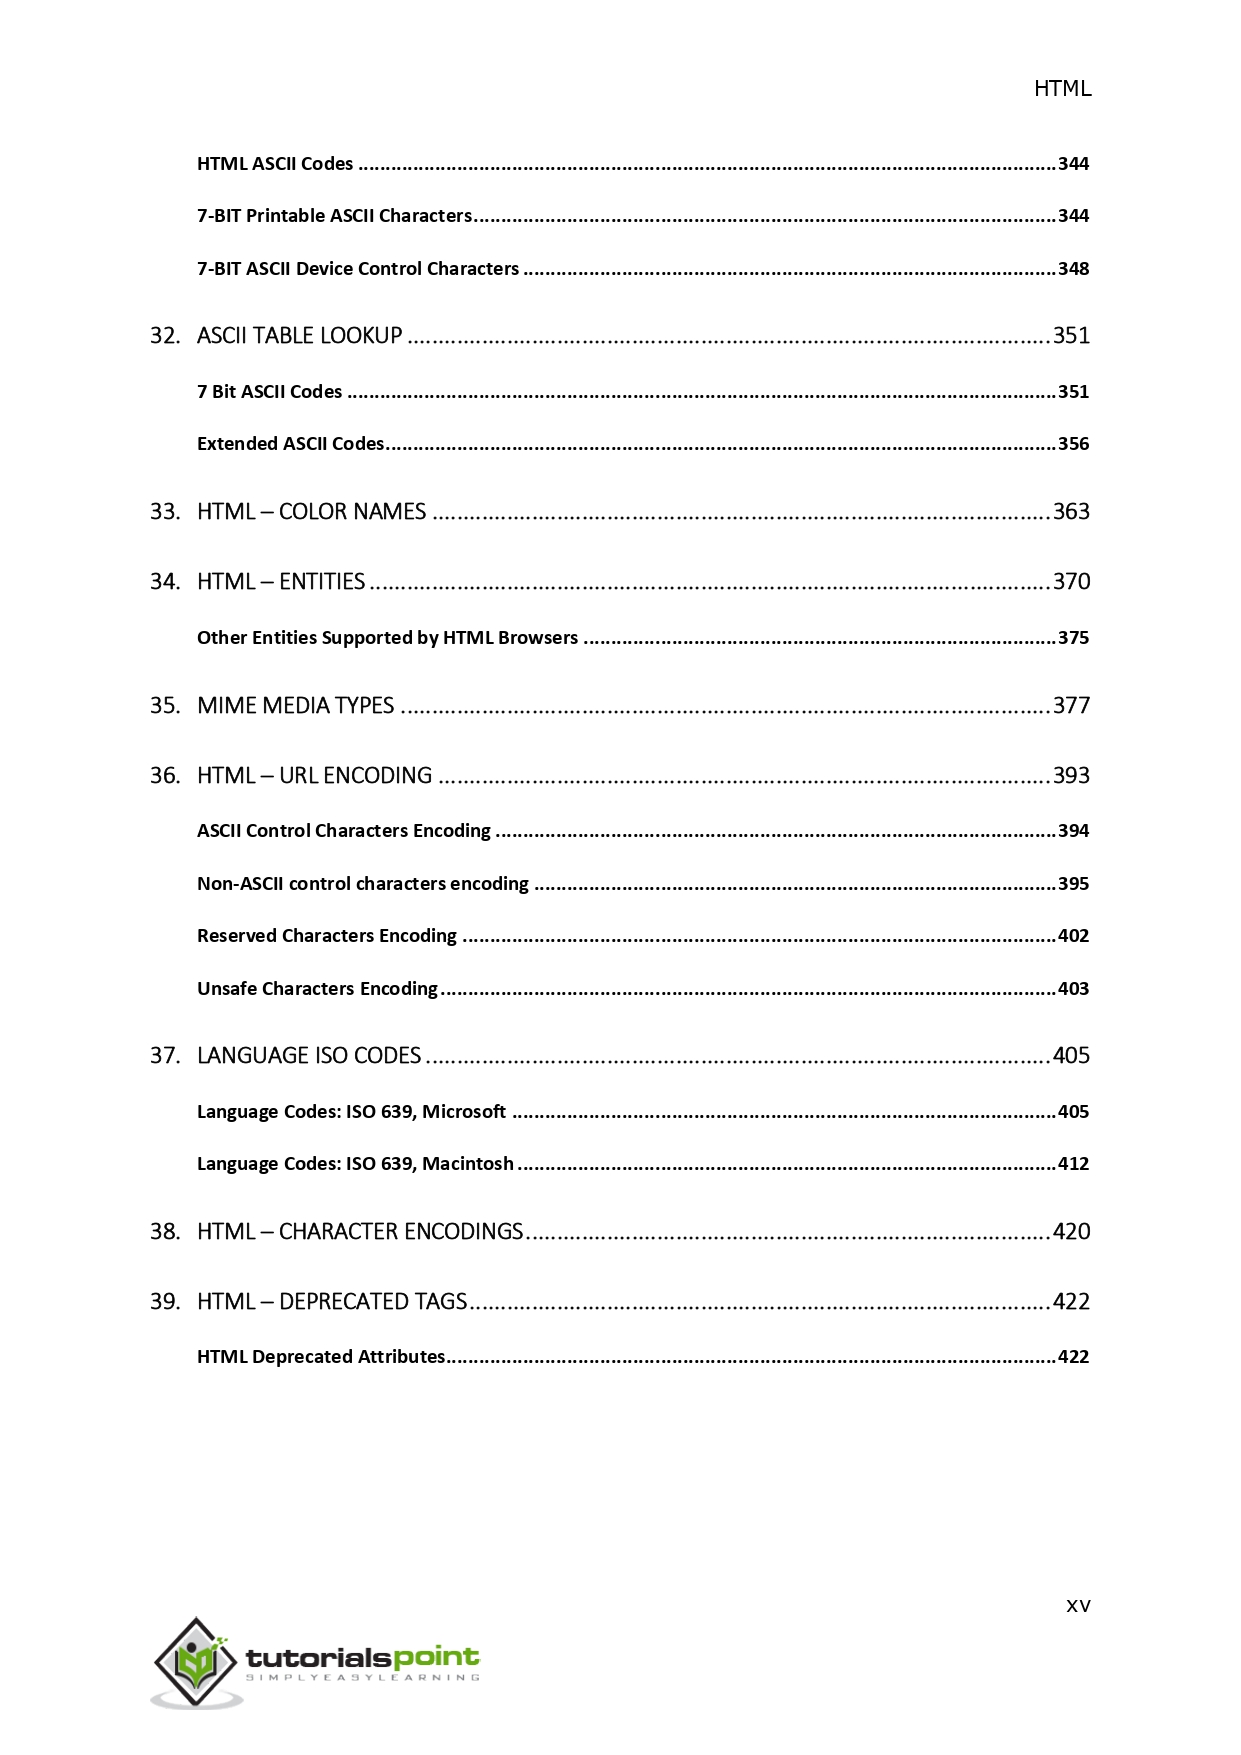 HTML
HTML ASCII Codes ........................................ 344
7-BIT Printable ASCII Characters ........................................ 344
7-BIT ASCII Device Control Characters ........................................ 348
32. ASCII TABLE LOOKUP ........................................ 351
7 Bit ASCII Codes ........................................ 351
Extended ASCII Codes ........................................ 356
33. HTML – COLOR NAMES ........................................ 363
34. HTML – ENTITIES ........................................ 370
Other Entities Supported by HTML Browsers ........................................ 375
35. MIME MEDIA TYPES ........................................ 377
36. HTML – URL ENCODING ........................................ 393
ASCII Control Characters Encoding ........................................ 394
Non-ASCII control characters encoding ........................................ 395
Reserved Characters Encoding ........................................ 402
Unsafe Characters Encoding ........................................ 403
37. LANGUAGE ISO CODES ........................................ 405
Language Codes: ISO 639, Microsoft ........................................ 405
Language Codes: ISO 639, Macintosh ........................................ 412
38. HTML – CHARACTER ENCODINGS ........................................ 420
39. HTML – DEPRECATED TAGS ........................................ 422
HTML Deprecated Attributes ........................................ 422
xv
tutorialspoint
SIMPLYEASYLEARNING